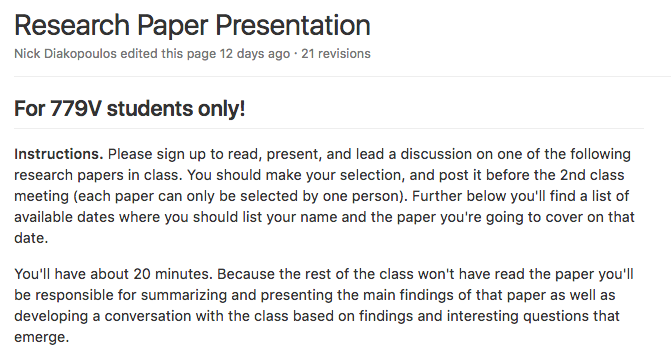 Research Paper Presentation
Nick Diakopoulos edited this page 12 days ago · 21 revisions
For 779V students only!
Instructions. Please sign up to read, present, and lead a discussion on one of the following
research papers in class. You should make your selection, and post it before the 2nd class
meeting (each paper can only be selected by one person). Further below you'll find a list of
available dates where you should list your name and the paper you're going to cover on that
date.
You'll have about 20 minutes. Because the rest of the class won't have read the paper you'll
be responsible for summarizing and presenting the main findings of that paper as well as
developing a conversation with the class based on findings and interesting questions that
emerge.